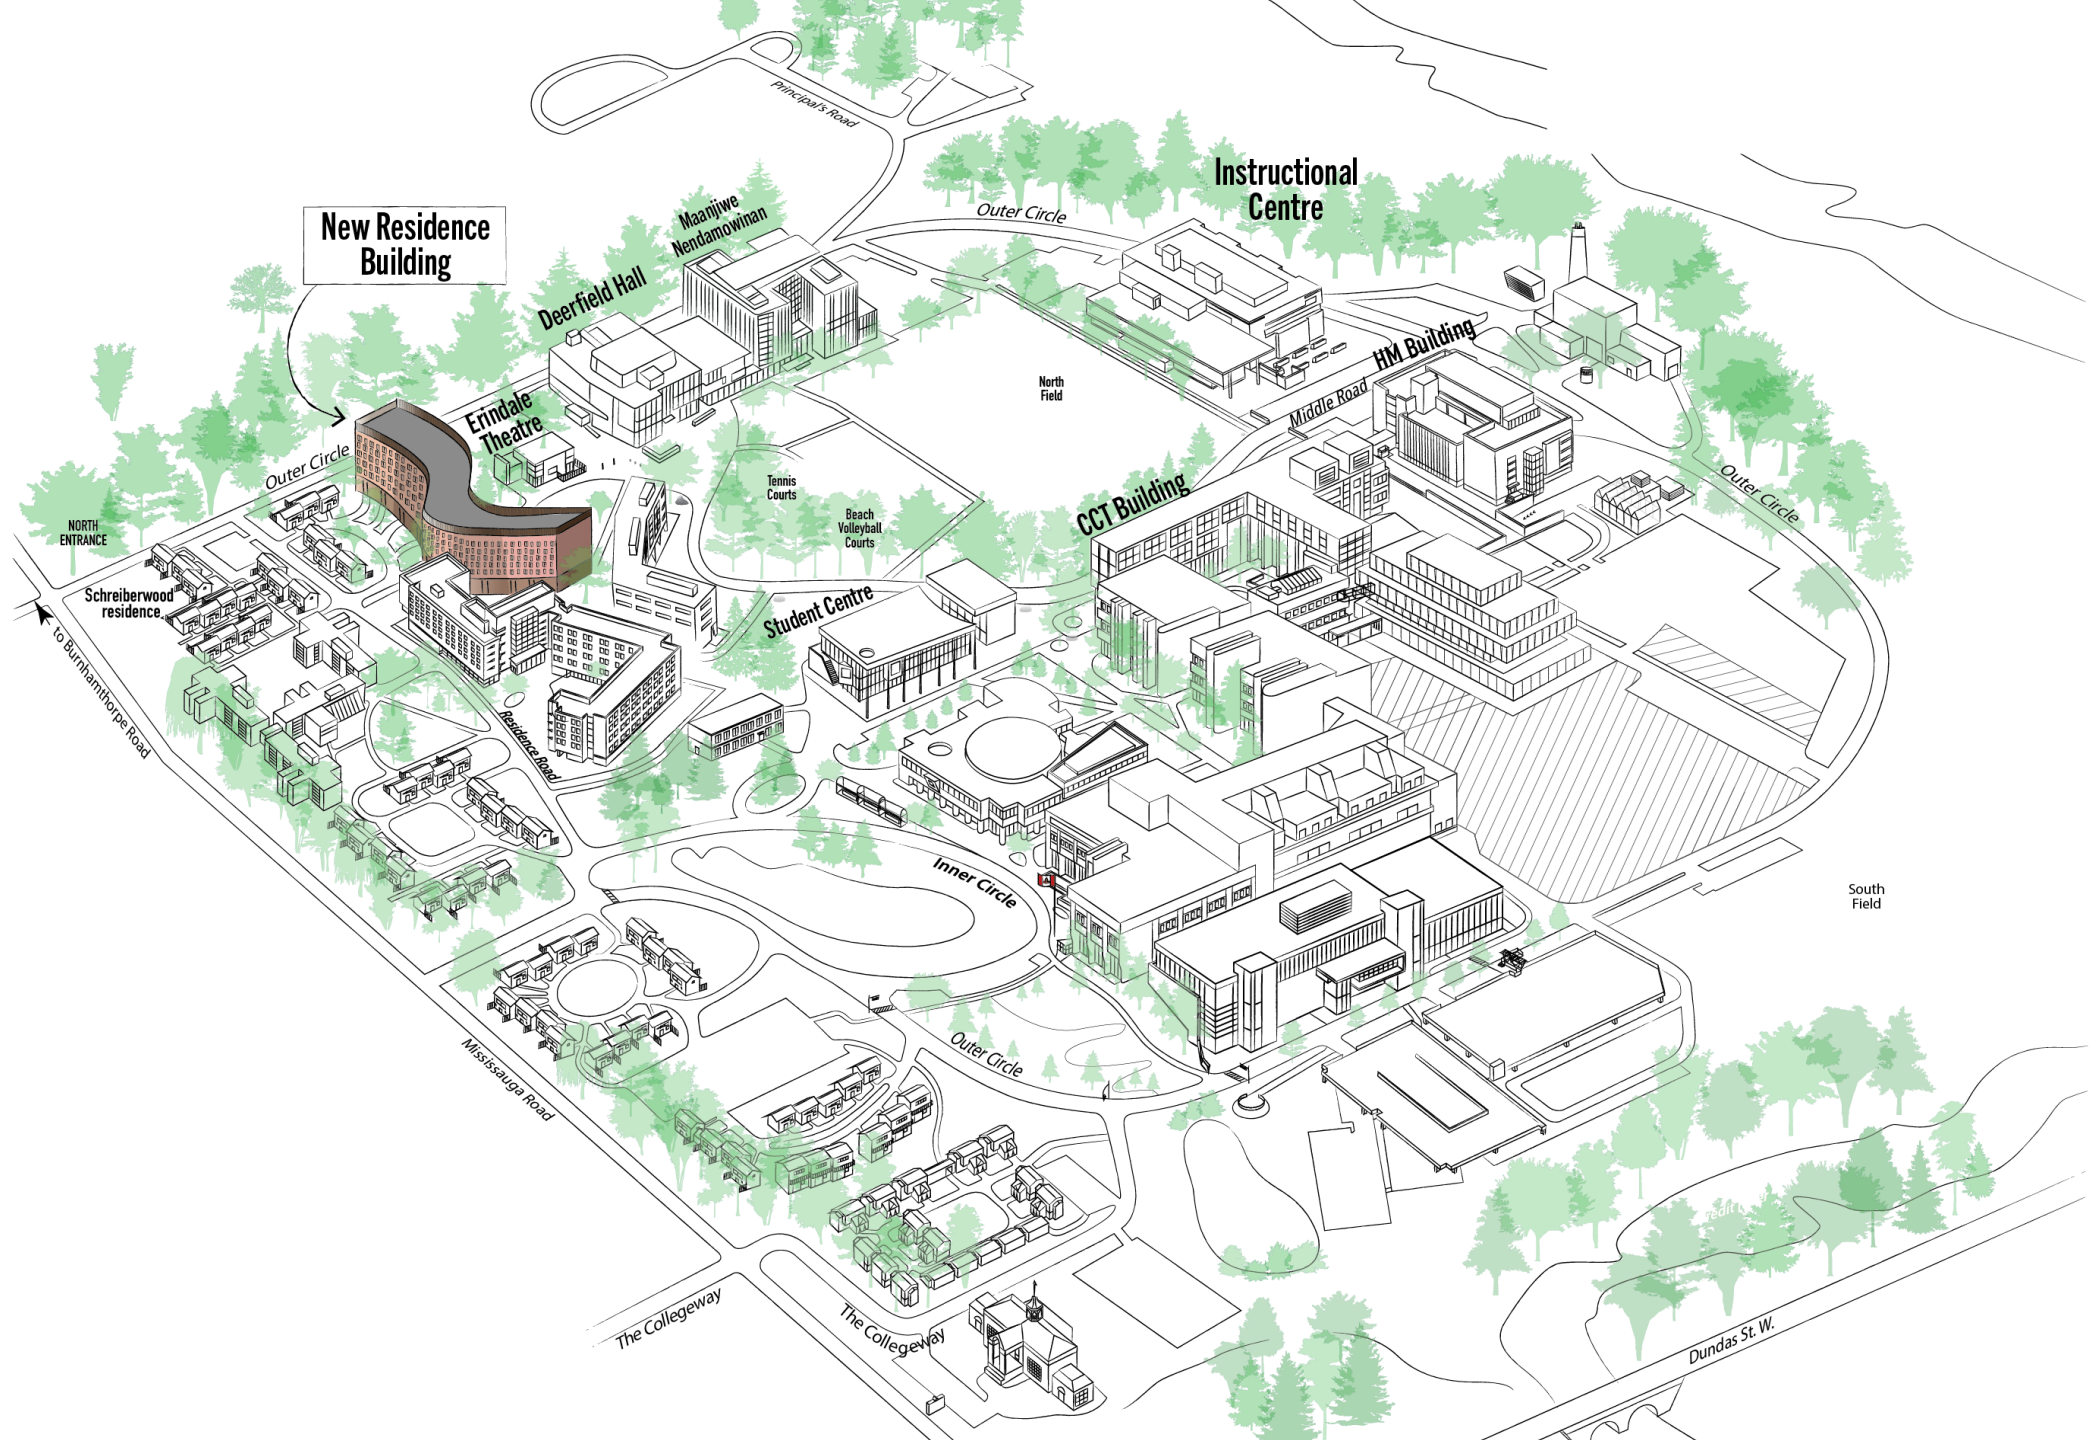 Principal's Road
Instructional
Centre
Outer Circle
Maanjiwe
Nendamowinan
New Residence
Building
Deerfield Hall
HM Building
North
Field
Middle Road
Erindale
Theatre
Outer Circle
Tennis
Courts
CCT Building
Outer Circle
Beach
Volleyball
Courts
NORTH
ENTRANCE
Schreiberwood
residence
Student Centre
to Burnhamthorpe Road
Residence Road
Inner Circle
South
Field
Outer Circle
Mississauga Road
The Collegeway
The Collegeway
Dundas St. W.